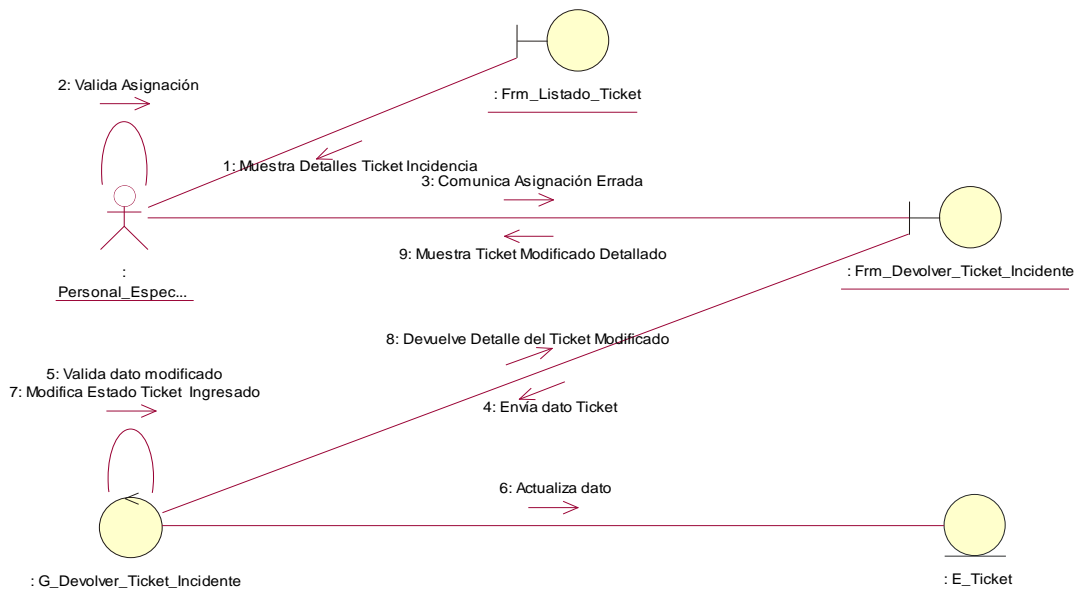 2: Valida Asignación
: Frm_Listado_Ticket
1: Muestra Detalles Ticket Incidencia
3: Comunica Asignación Errada
9: Muestra Ticket Modificado Detallado
: Frm_Devolver_Ticket_Incidente
:
Personal_Espec...
8: Devuelve Detalle del Ticket Modificado
5: Valida dato modificado
7: Modifica Estado Ticket Ingresado
4: Envía dato Ticket
6: Actualiza dato
: G_Devolver_Ticket_Incidente
: E_Ticket